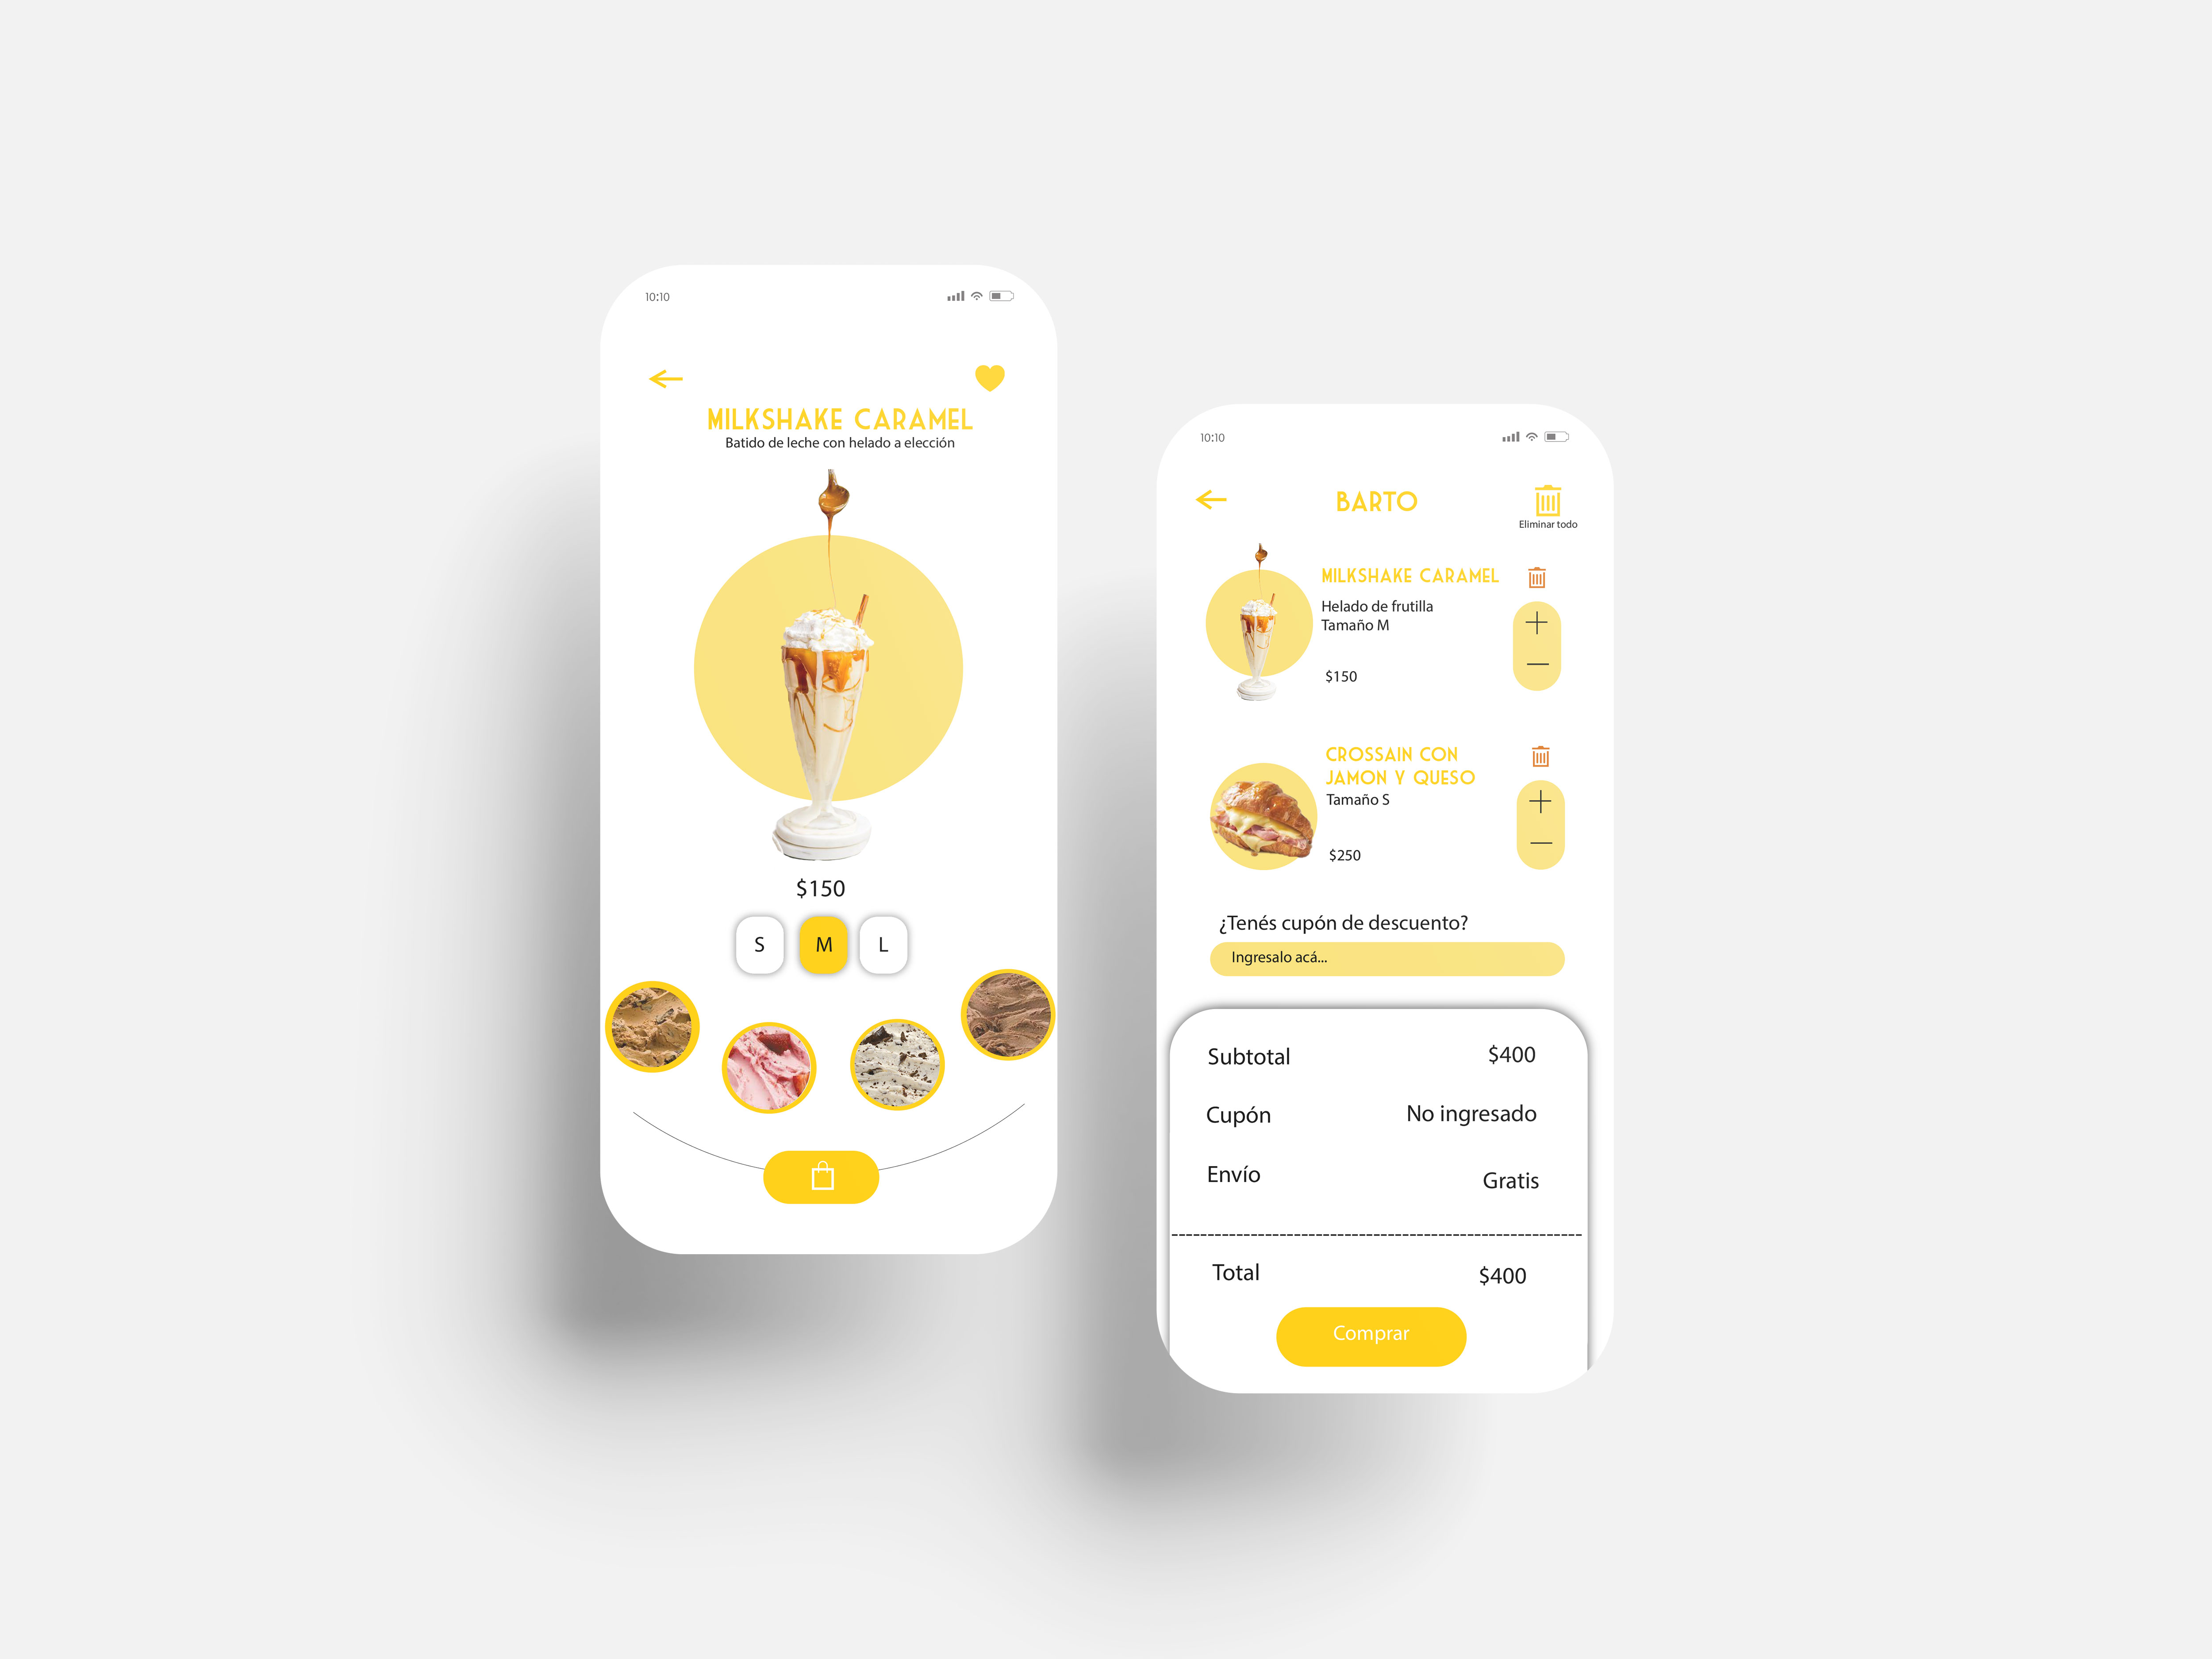 10:10
MILKSHAKE CARAMEL
Batido de leche con helado a elección
$150
S M L
10:10
BARTO
Eliminar todo
MILKSHAKE CARAMEL
Helado de frutilla
Tamaño M
$150
CROSSAIN CON
JAMON Y QUESO
Tamaño S
$250
¿Tenés cupón de descuento?
Ingresalo acá...
Subtotal $400
Cupón No ingresado
Envío Gratis
Total $400
Comprar